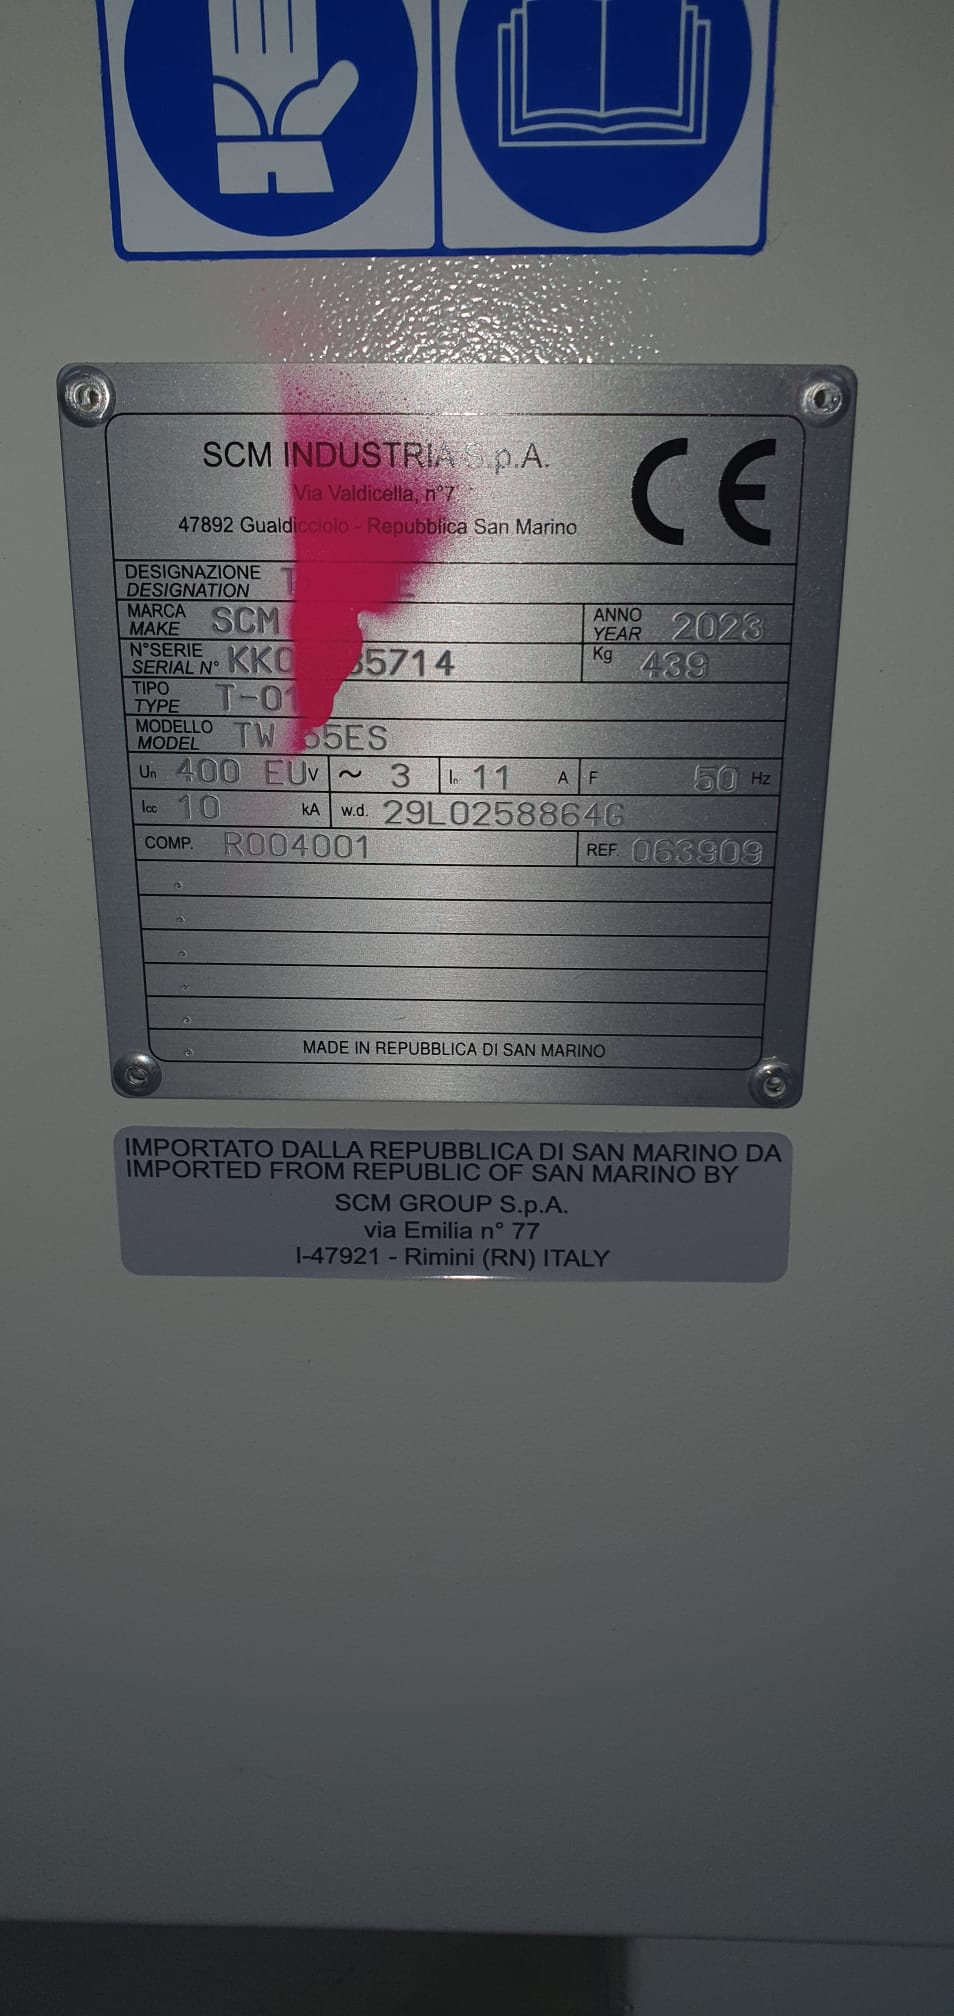 SCM INDUSTRIA S.p.A.
Via Valdicella, n°7
47892 Gualdicciolo - Repubblica San Marino
CE
DESIGNAZIONE
DESIGNATION
MARCA
MAKE SCM
ANNO
YEAR 2023
N°SERIE
SERIAL N°
Kg 439
TIPO
TYPE
MODELLO
MODEL TW
Un 400 EU V ~ 3 In 11 A F 50 Hz
Icc 10 kA w.d. 29L0258864G
COMP. R004001 REF. 063909
MADE IN REPUBBLICA DI SAN MARINO
IMPORTATO DALLA REPUBBLICA DI SAN MARINO DA
IMPORTED FROM REPUBLIC OF SAN MARINO BY
SCM GROUP S.p.A.
via Emilia n° 77
I-47921 - Rimini (RN) ITALY